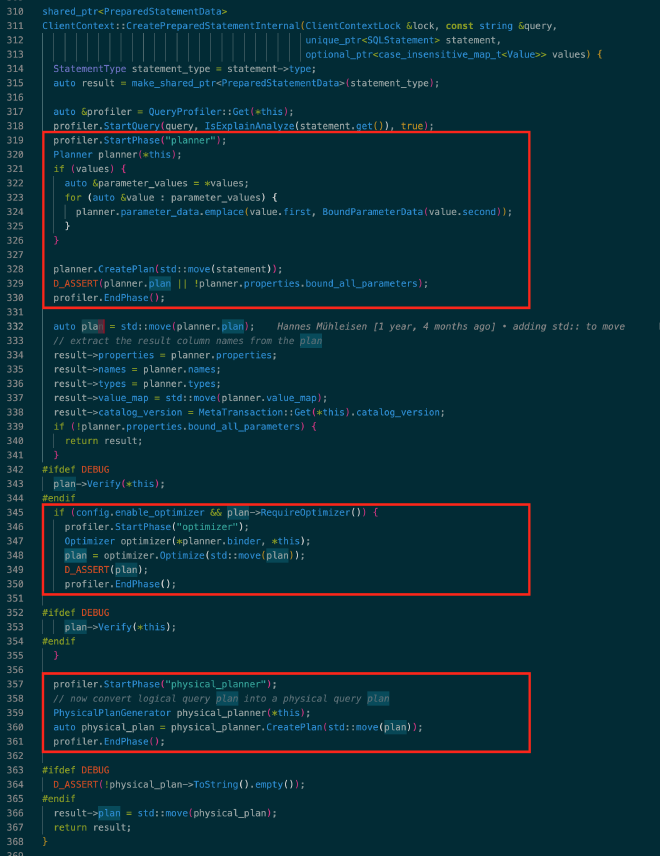 310 shared_ptr<PreparedStatementData>
311 ClientContext::CreatePreparedStatementInternal(ClientContextLock &lock, const string &query,
312 unique_ptr<SQLStatement> statement,
313 optional_ptr<case_insensitive_map_t<Value>> values) {
314 StatementType statement_type = statement->type;
315 auto result = make_shared_ptr<PreparedStatementData>(statement_type);
316
317 auto &profiler = QueryProfiler::Get(*this);
318 profiler.StartQuery(query, IsExplainAnalyze(statement.get()), true);
319 profiler.StartPhase("planner");
320 Planner planner(*this);
321 if (values) {
322 auto &parameter_values = *values;
323 for (auto &value : parameter_values) {
324 planner.parameter_data.emplace(value.first, BoundParameterData(value.second));
325 }
326 }
327
328 planner.CreatePlan(std::move(statement));
329 D_ASSERT(planner.plan || !planner.properties.bound_all_parameters);
330 profiler.EndPhase();
331
332 auto plan = std::move(planner.plan); Hannes Mühleisen [1 year, 4 months ago] • adding std:: to move
333 // extract the result column names from the plan
334 result->properties = planner.properties;
335 result->names = planner.names;
336 result->types = planner.types;
337 result->value_map = std::move(planner.value_map);
338 result->catalog_version = MetaTransaction::Get(*this).catalog_version;
339 if (!planner.properties.bound_all_parameters) {
340 return result;
341 }
342 #ifdef DEBUG
343 plan->Verify(*this);
344 #endif
345 if (config.enable_optimizer && plan->RequireOptimizer()) {
346 profiler.StartPhase("optimizer");
347 Optimizer optimizer(*planner.binder, *this);
348 plan = optimizer.Optimize(std::move(plan));
349 D_ASSERT(plan);
350 profiler.EndPhase();
351
352 #ifdef DEBUG
353 plan->Verify(*this);
354 #endif
355 }
356
357 profiler.StartPhase("physical_planner");
358 // now convert logical query plan into a physical query plan
359 PhysicalPlanGenerator physical_planner(*this);
360 auto physical_plan = physical_planner.CreatePlan(std::move(plan));
361 profiler.EndPhase();
362
363 #ifdef DEBUG
364 D_ASSERT(!physical_plan->ToString().empty());
365 #endif
366 result->plan = std::move(physical_plan);
367 return result;
368 }
369